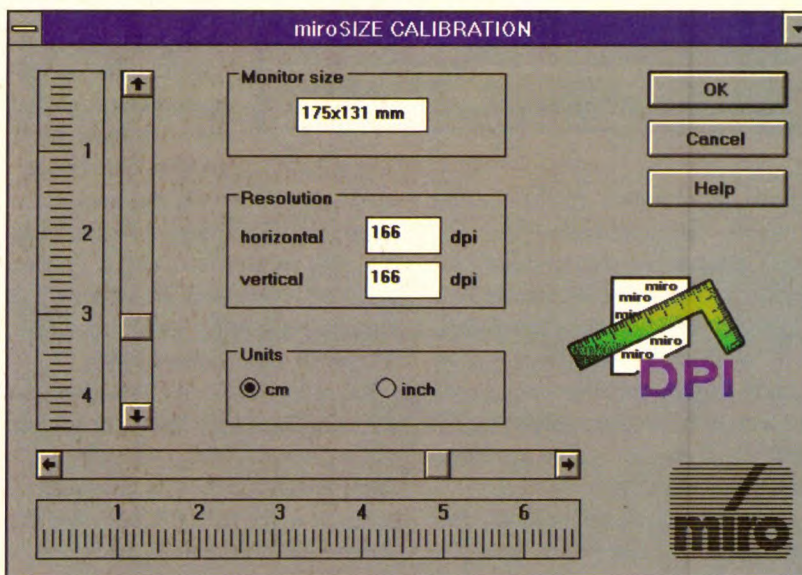 miroSIZE CALIBRATION
Monitor size
175x131 mm
OK
Cancel
Help
Resolution
horizontal 166 dpi
vertical 166 dpi
Units
cm inch
1
2
3
4
miro
miro
miro
miro
DPI
1 2 3 4 5 6
miro